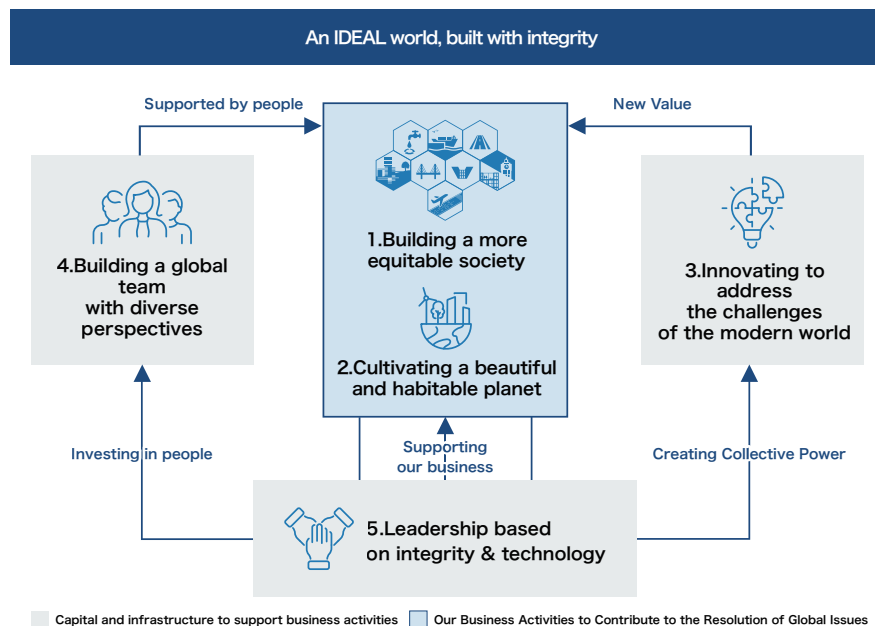 An IDEAL world, built with integrity
Supported by people
New Value
1.Building a more
equitable society
2.Cultivating a beautiful
and habitable planet
4.Building a global
team
with diverse
perspectives
3.Innovating to
address
the challenges
of the modern world
Investing in people
Supporting
our business
Creating Collective Power
5.Leadership based
on integrity & technology
Capital and infrastructure to support business activities
Our Business Activities to Contribute to the Resolution of Global Issues